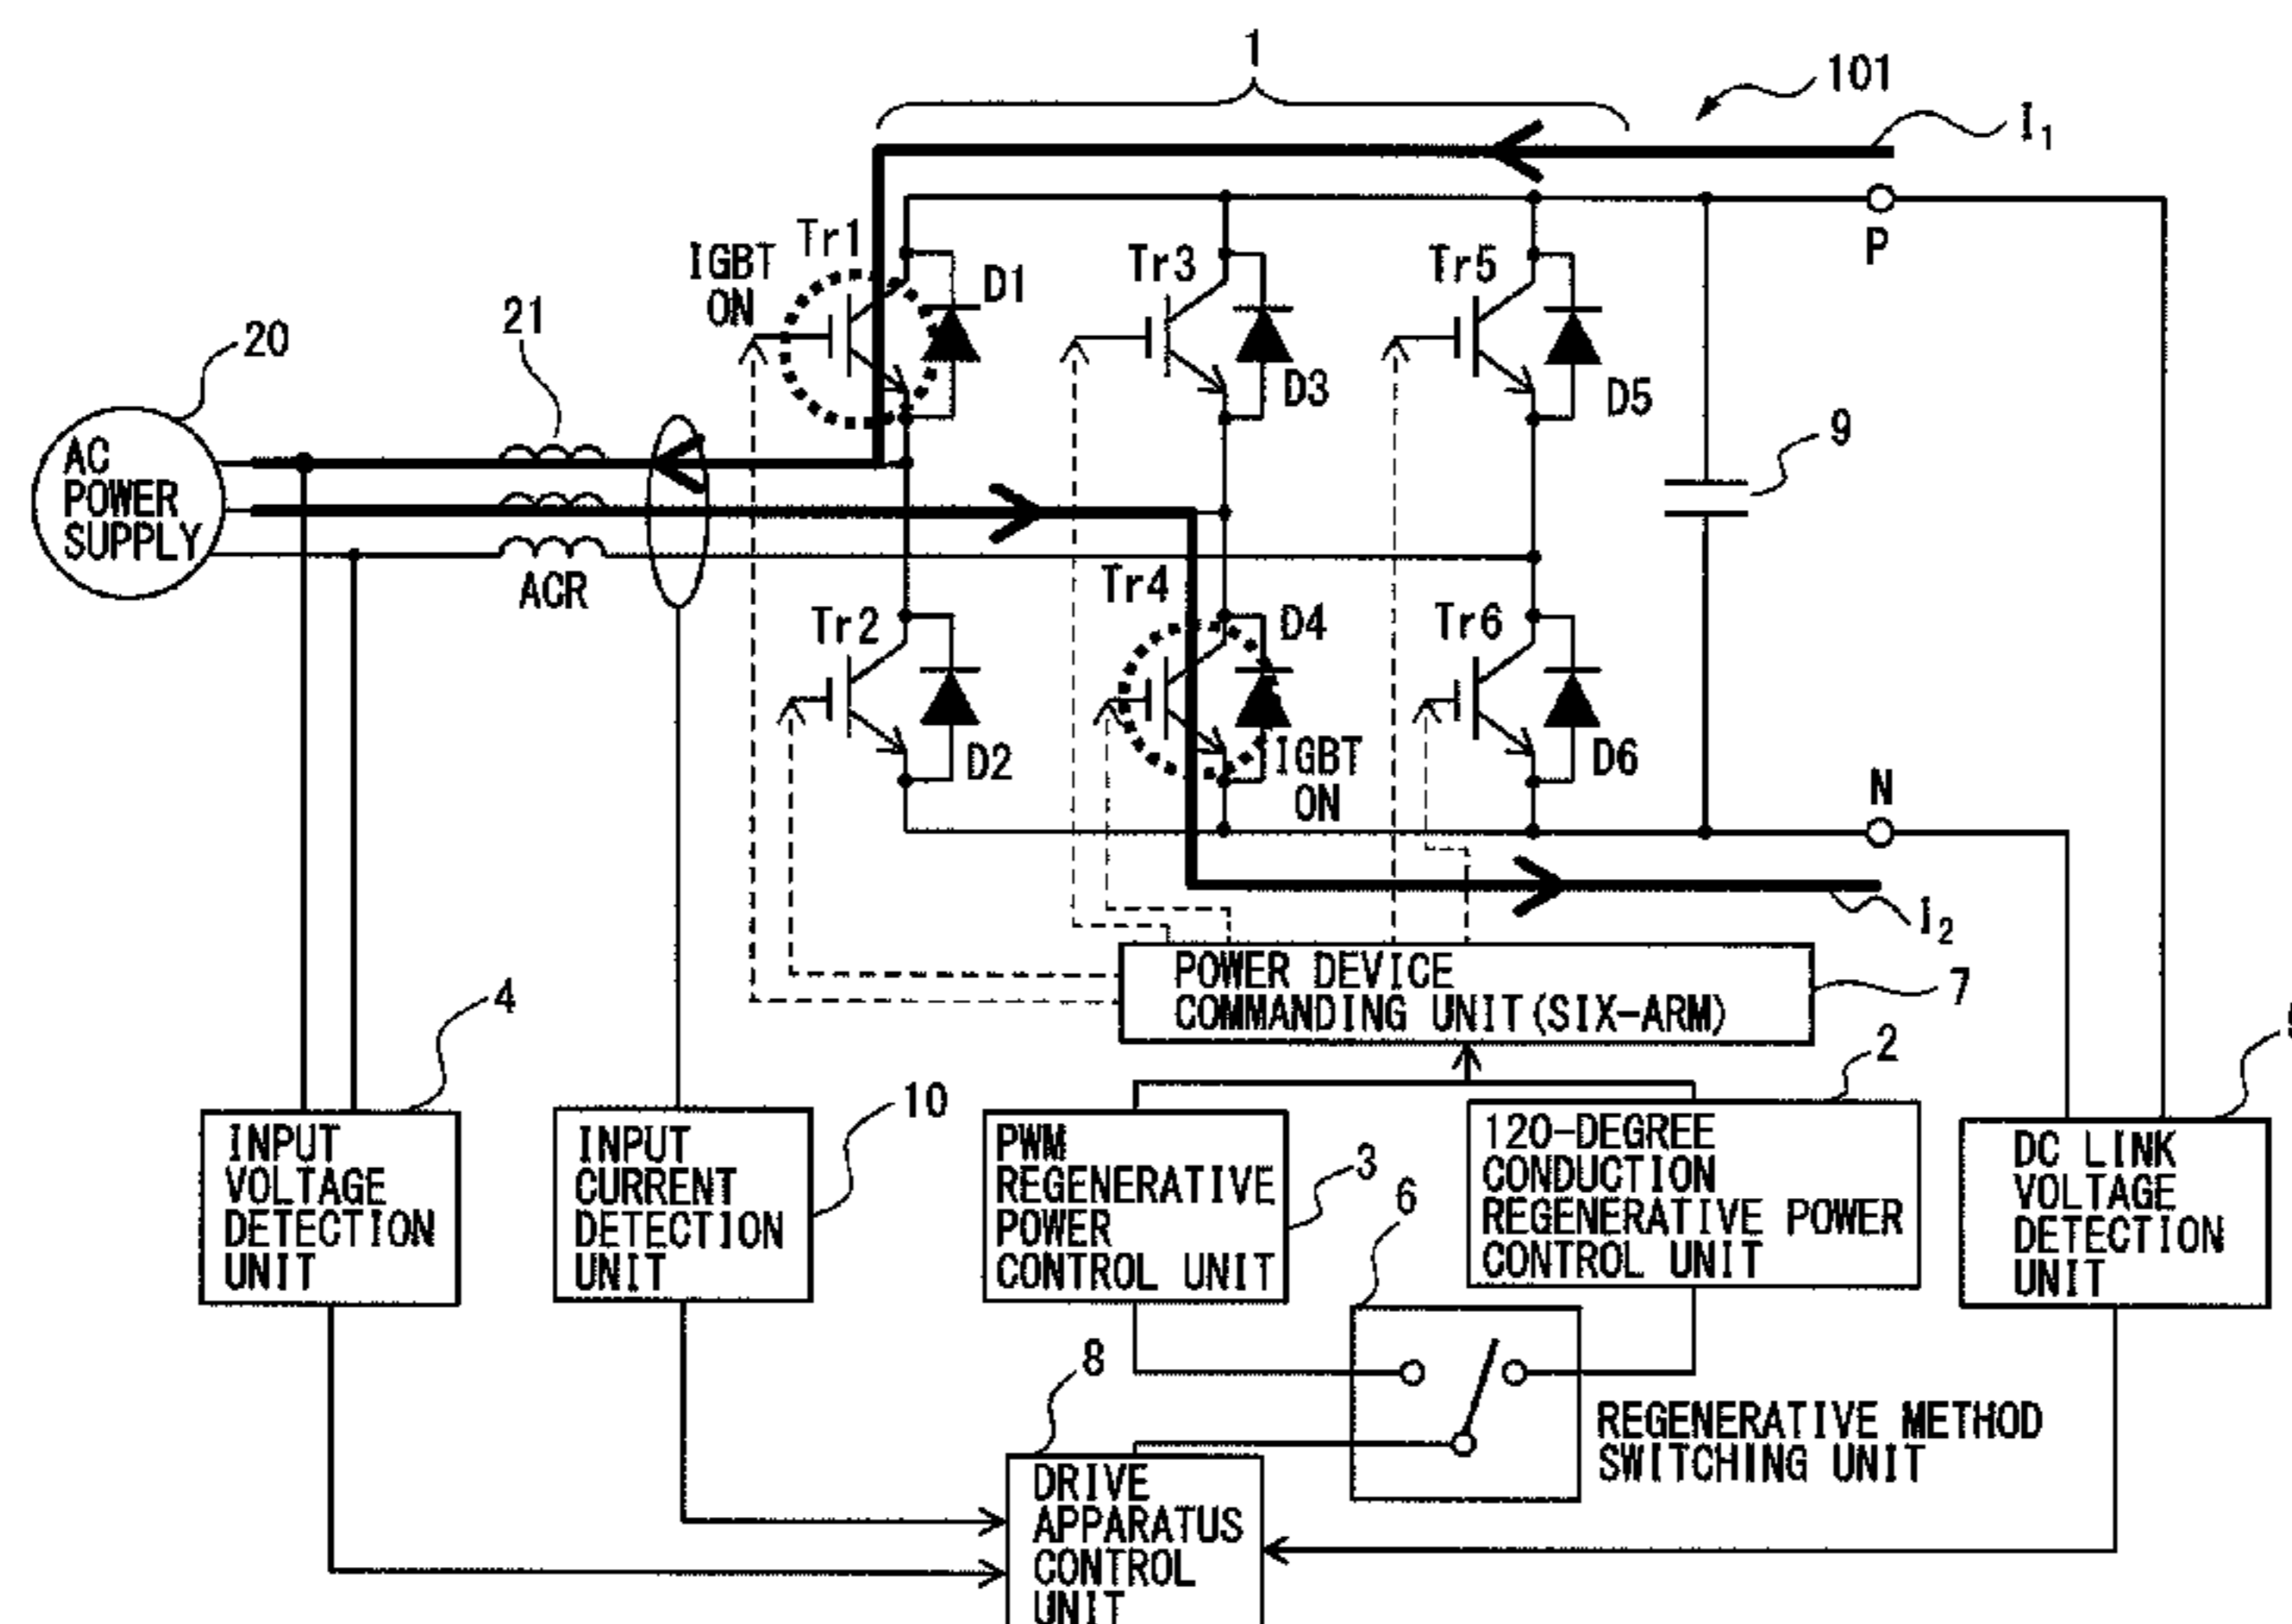 1
101
I1
P
Tr1
IGBT
ON
D1
Tr3
D3
Tr5
D5
20
21
9
AC
POWER
SUPPLY
ACR
Tr2
D2
Tr4
D4
IGBT
ON
Tr6
D6
N
I2
POWER DEVICE
COMMANDING UNIT(SIX-ARM)
7
4
10
2
3
6
INPUT
VOLTAGE
DETECTION
UNIT
INPUT
CURRENT
DETECTION
UNIT
PWM
REGENERATIVE
POWER
CONTROL UNIT
120-DEGREE
CONDUCTION
REGENERATIVE POWER
CONTROL UNIT
DC LINK
VOLTAGE
DETECTION
UNIT
8
REGENERATIVE METHOD
SWITCHING UNIT
DRIVE
APPARATUS
CONTROL
UNIT